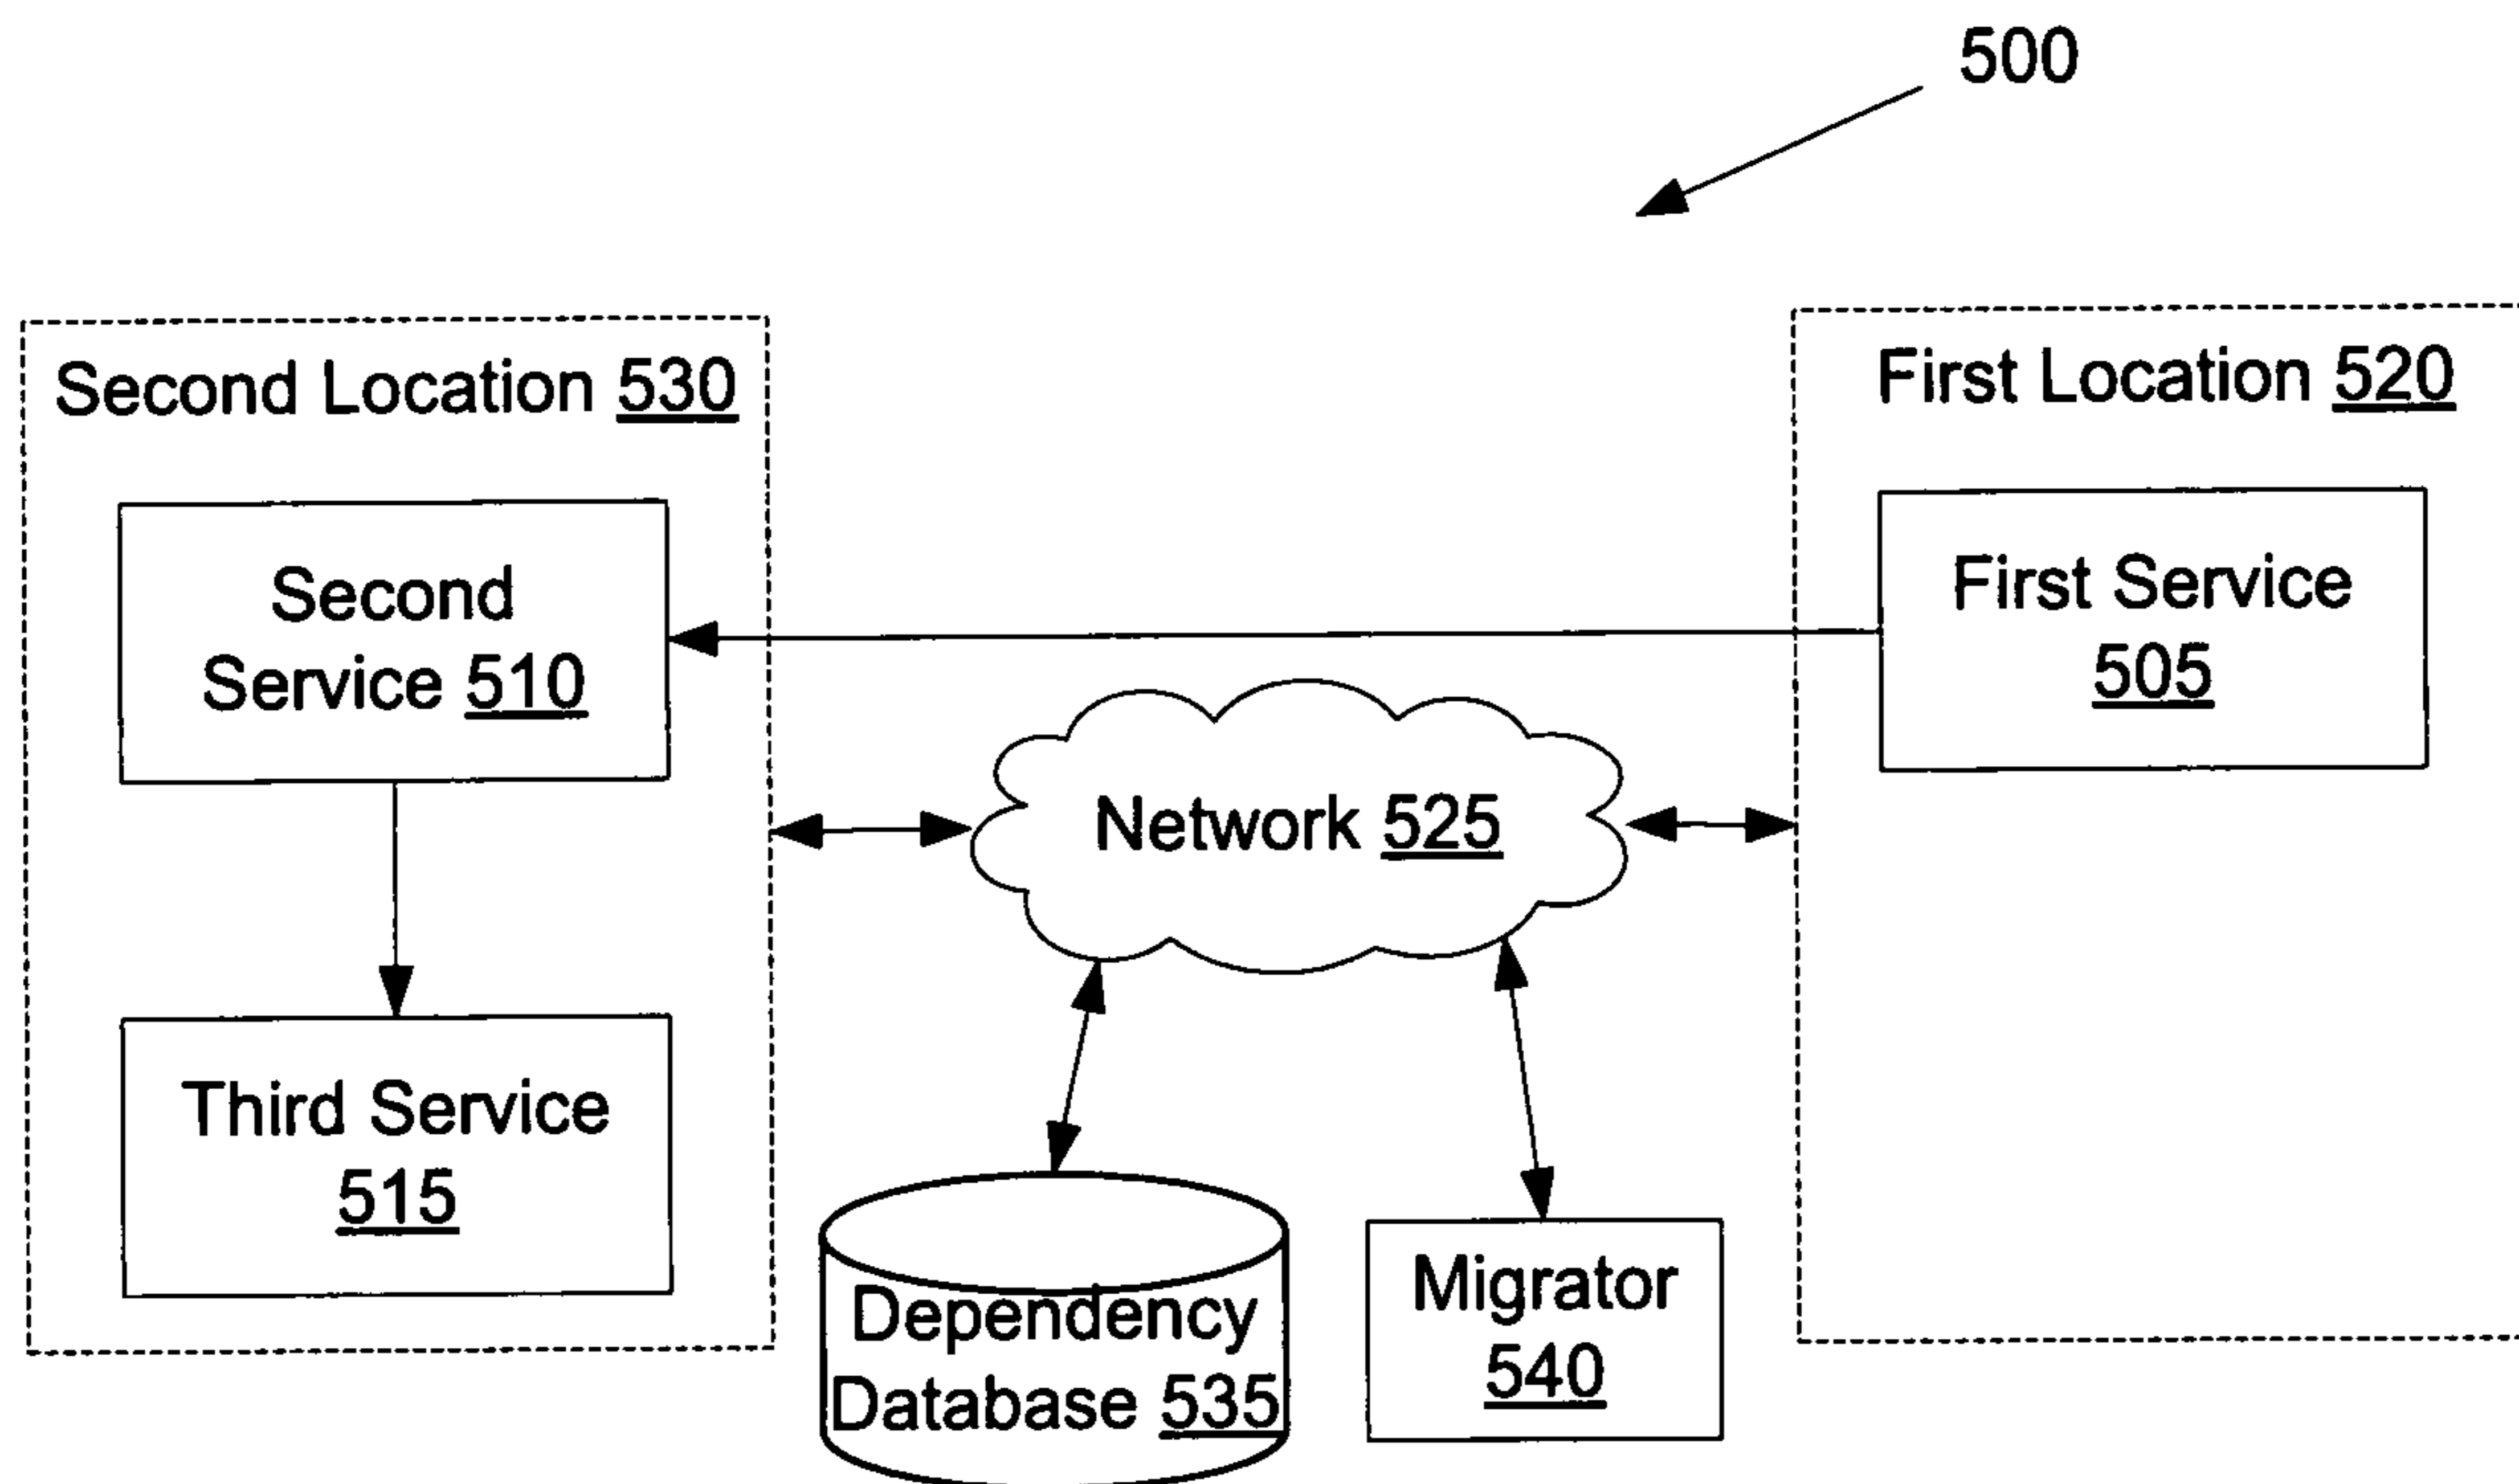 500
Second Location 530
First Location 520
Second
Service 510
First Service
505
Network 525
Third Service
515
Dependency
Database 535
Migrator
540